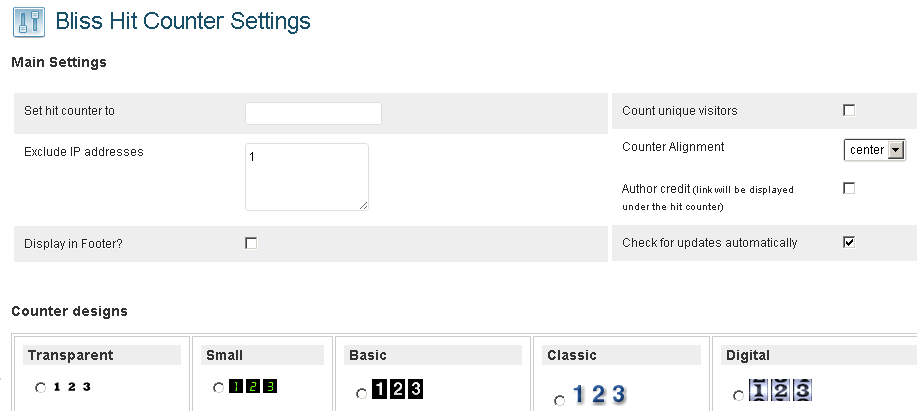 Bliss Hit Counter Settings
Main Settings
Set hit counter to
Exclude IP addresses
1
Display in Footer?
Count unique visitors
Counter Alignment
center
Author credit (link will be displayed
under the hit counter)
Check for updates automatically
Counter designs
Transparent
1 2 3
Small
1 2 3
Basic
1 2 3
Classic
1 2 3
Digital
1 2 3